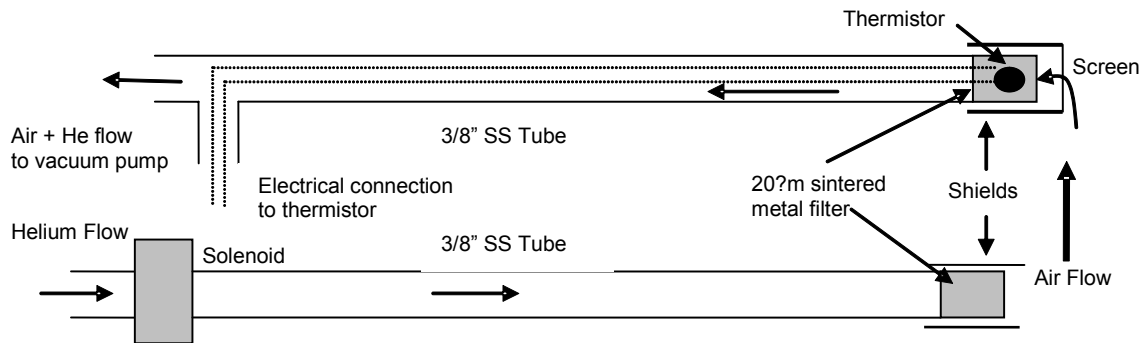 Thermistor
Screen
Air + He flow
to vacuum pump
3/8” SS Tube
Electrical connection
to thermistor
20?m sintered
metal filter
Shields
Helium Flow
Solenoid
3/8” SS Tube
Air Flow